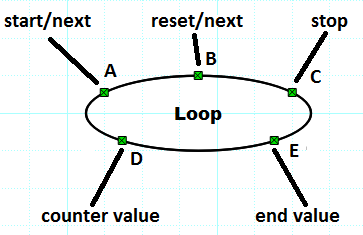 start/next
reset/next
stop
A
B
C
Loop
D
E
counter value
end value